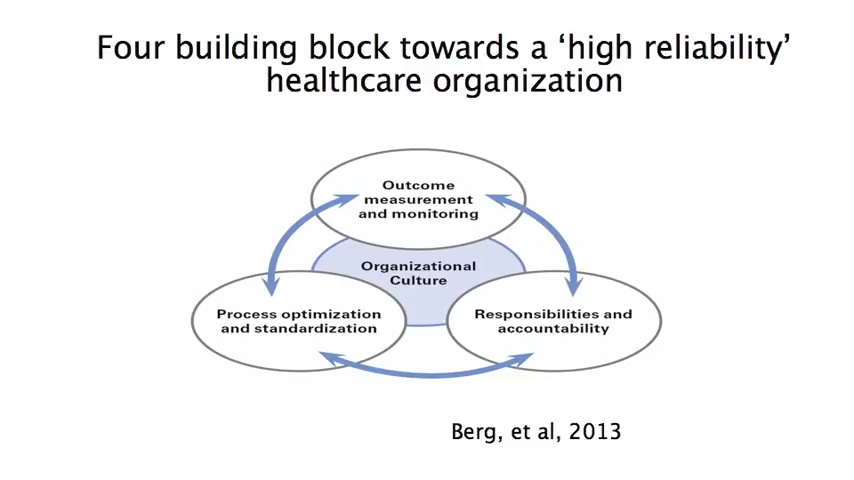 Four building block towards a ‘high reliability’
healthcare organization
Outcome
measurement
and monitoring
Organizational
Culture
Process optimization
and standardization
Responsibilities and
accountability
Berg, et al, 2013